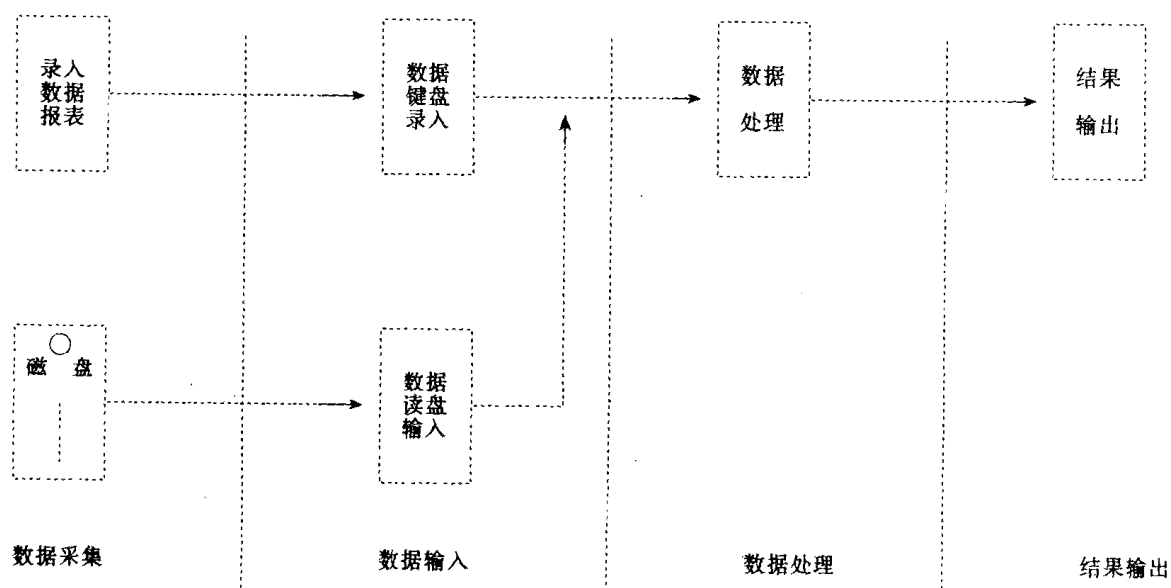 录入
数据
报表
数据
键盘
录入
数据
处理
结果
输出
磁 盘
数据
读盘
输入
数据采集
数据输入
数据处理
结果输出